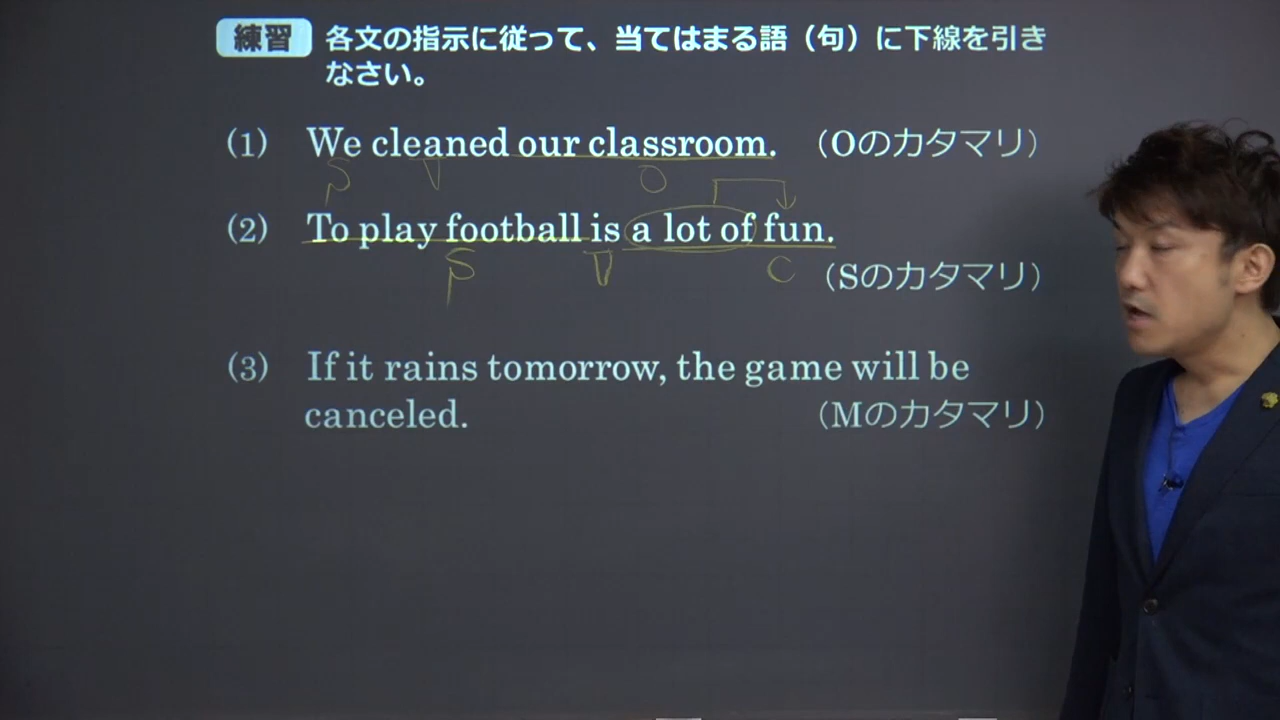 練習 各文の指示に従って、当てはまる語（句）に下線を引き
なさい。
(1) We cleaned our classroom. （Oのカタマリ）
S V O
(2) To play football is a lot of fun.
S V C （Sのカタマリ）
(3) If it rains tomorrow, the game will be
canceled. （Mのカタマリ）